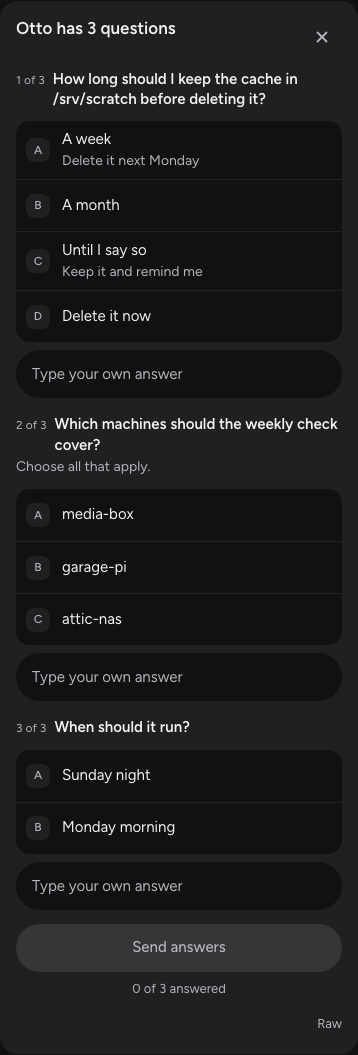 Otto has 3 questions
1 of 3 How long should I keep the cache in
/srv/scratch before deleting it?
A A week
Delete it next Monday
B A month
C Until I say so
Keep it and remind me
D Delete it now
Type your own answer
2 of 3 Which machines should the weekly check
cover?
Choose all that apply.
A media-box
B garage-pi
C attic-nas
Type your own answer
3 of 3 When should it run?
A Sunday night
B Monday morning
Type your own answer
Send answers
0 of 3 answered
Raw